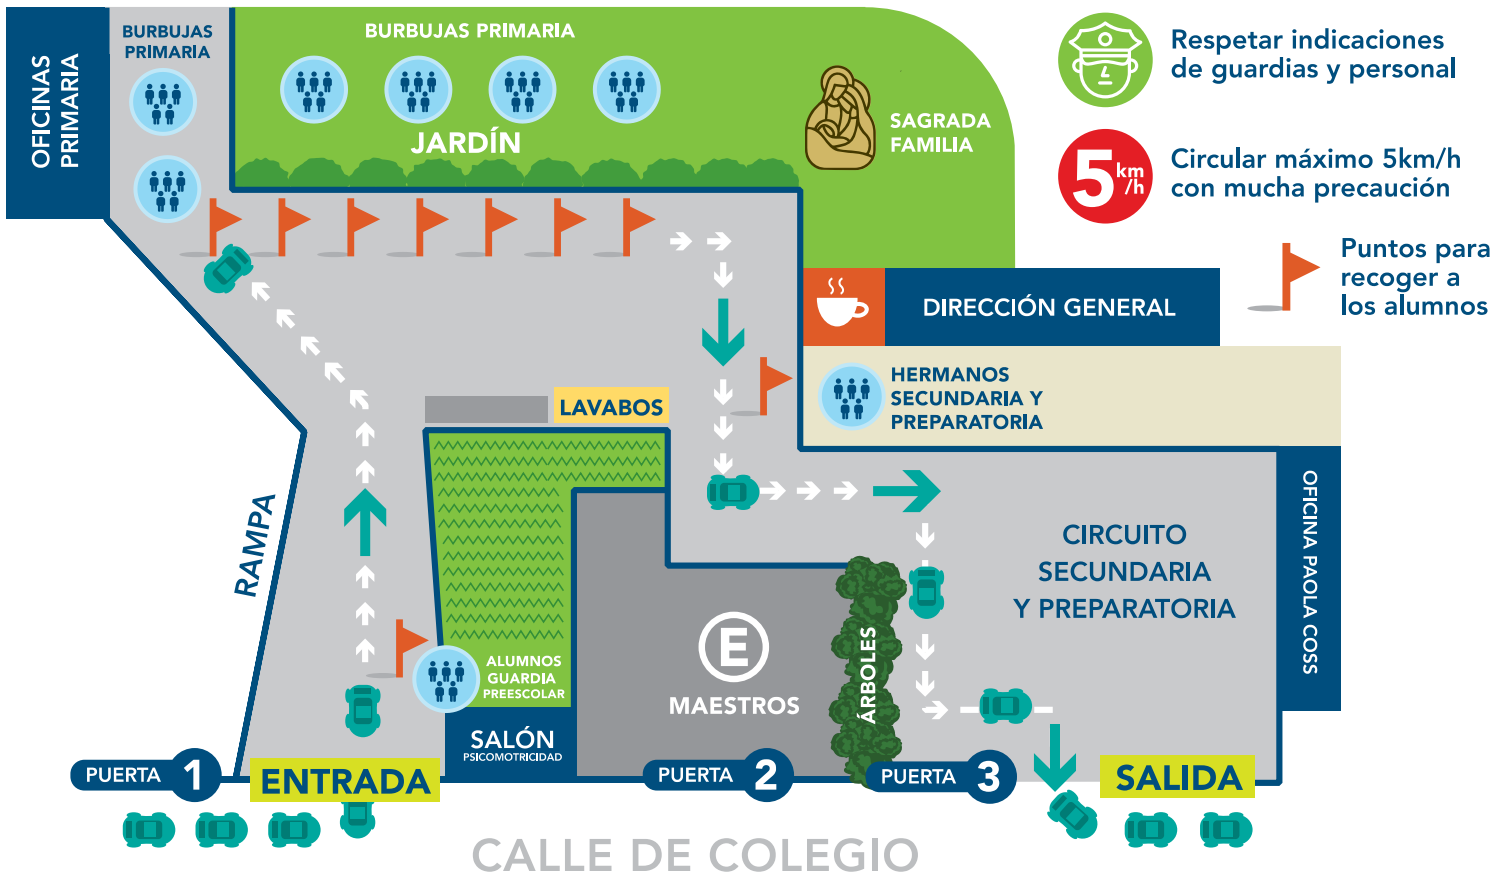 OFICINAS
PRIMARIA
BURBUJAS
PRIMARIA
BURBUJAS PRIMARIA
JARDÍN
SAGRADA
FAMILIA
Respetar indicaciones
de guardias y personal
5 km
/h
Circular máximo 5km/h
con mucha precaución
Puntos para
recoger a
los alumnos
DIRECCIÓN GENERAL
HERMANOS
SECUNDARIA Y
PREPARATORIA
LAVABOS
RAMPA
CIRCUITO
SECUNDARIA
Y PREPARATORIA
OFICINA PAOLA COSS
ALUMNOS
GUARDIA
PREESCOLAR
E
MAESTROS
ÁRBOLES
SALÓN
PSICOMOTRICIDAD
PUERTA 1
ENTRADA
PUERTA 2
PUERTA 3
SALIDA
CALLE DE COLEGIO